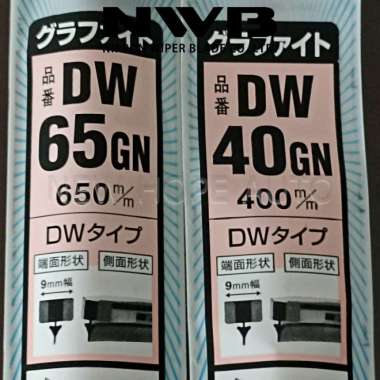 NWB
グラファイト
品番
DW
65GN
650m/m
DWタイプ
端面形状
側面形状
9mm幅
グラファイト
品番
DW
40GN
400m/m
DWタイプ
端面形状
側面形状
9mm幅
NEW HOPE AUTO